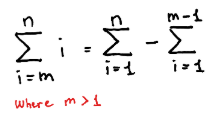 n n m-1
∑ i = ∑ - ∑
i=m i=1 i=1
where m>1